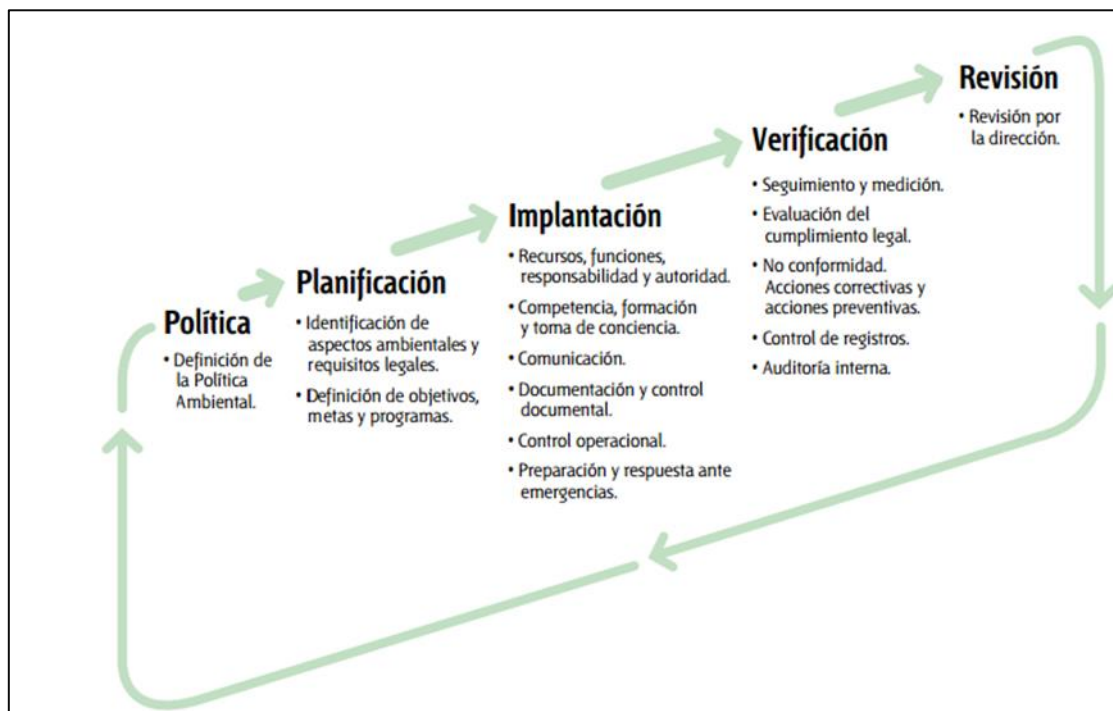 Política
• Definición de
la Política
Ambiental.
Planificación
• Identificación de
aspectos ambientales y
requisitos legales.
• Definición de objetivos,
metas y programas.
Implantación
• Recursos, funciones,
responsabilidad y autoridad.
• Competencia, formación
y toma de conciencia.
• Comunicación.
• Documentación y control
documental.
• Control operacional.
• Preparación y respuesta ante
emergencias.
Verificación
• Seguimiento y medición.
• Evaluación del
cumplimiento legal.
• No conformidad.
Acciones correctivas y
acciones preventivas.
• Control de registros.
• Auditoría interna.
Revisión
• Revisión por
la dirección.